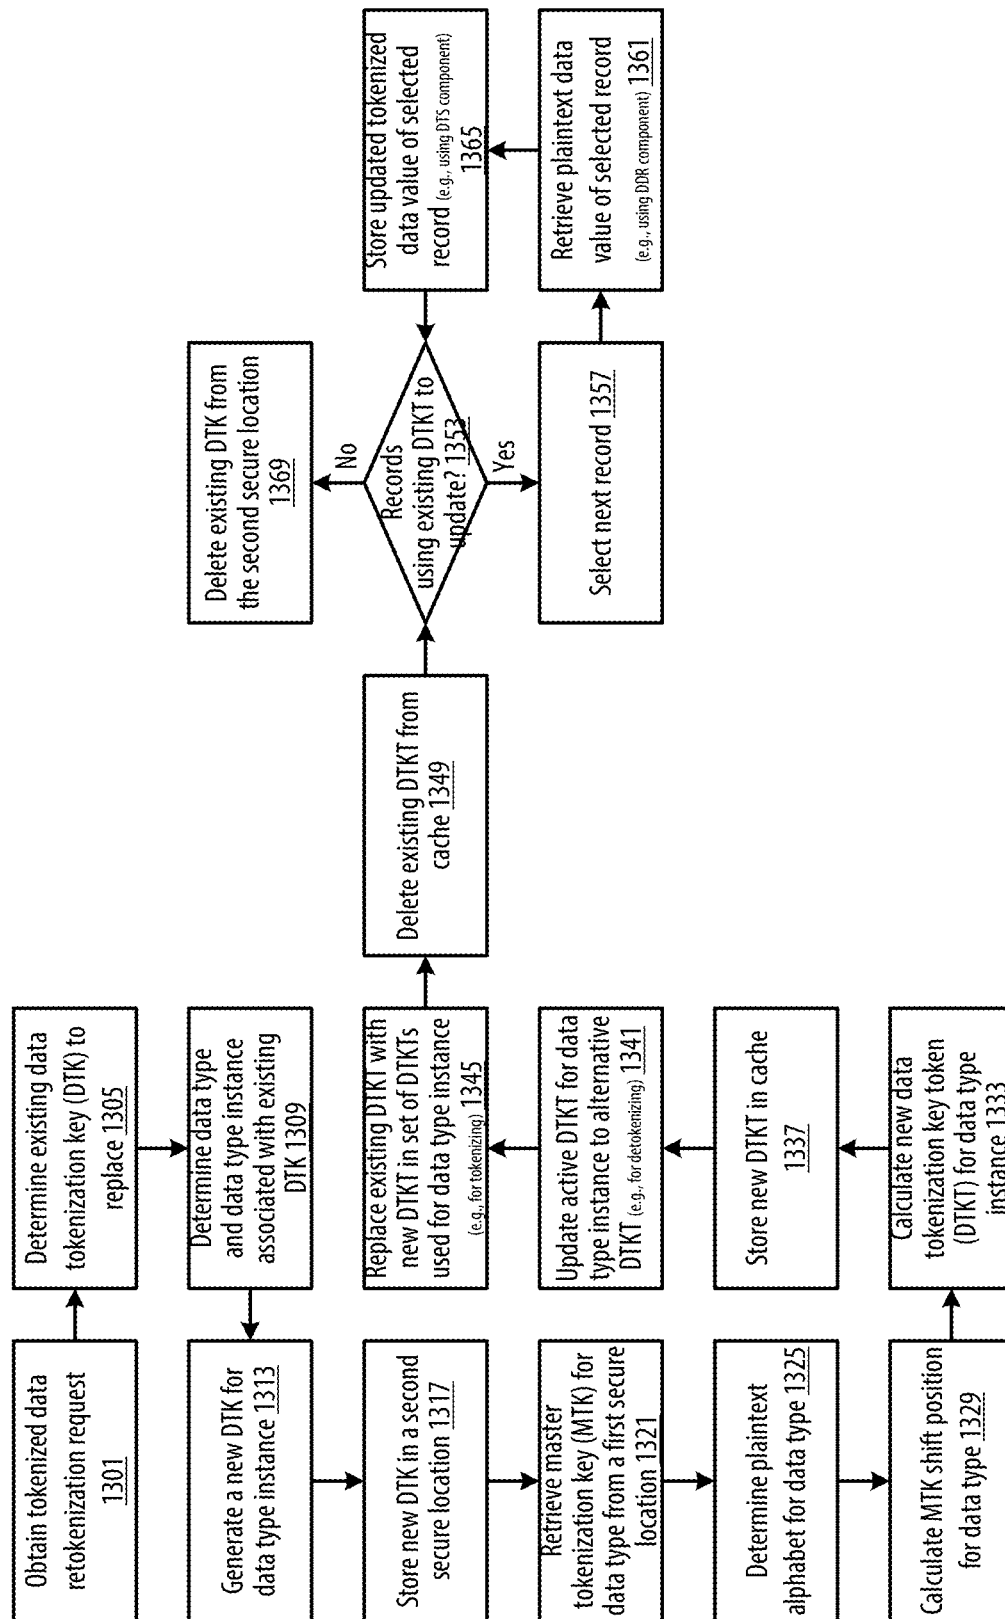 Obtain tokenized data
retokenization request
1301
Determine existing data
tokenization key (DTK) to
replace 1305
Determine data type
and data type instance
associated with existing
DTK 1309
Generate a new DTK for
data type instance 1313
Store new DTK in a second
secure location 1317
Retrieve master
tokenization key (MTK) for
data type from a first secure
location 1321
Determine plaintext
alphabet for data type 1325
Calculate MTK shift position
for data type 1329
Calculate new data
tokenization key token
(DTKT) for data type
instance 1333
Store new DTKT in cache
1337
Update active DTKT for data
type instance to alternative
DTKT (e.g., for detokenizing) 1341
Replace existing DTKT with
new DTKT in set of DTKTs
used for data type instance
(e.g., for tokenizing) 1345
Delete existing DTKT from
cache 1349
Records
using existing DTKT to
update? 1353
No
Yes
Select next record 1357
Retrieve plaintext data
value of selected record
(e.g., using DDR component) 1361
Store updated tokenized
data value of selected
record (e.g., using DTS component)
1365
Delete existing DTK from
the second secure location
1369